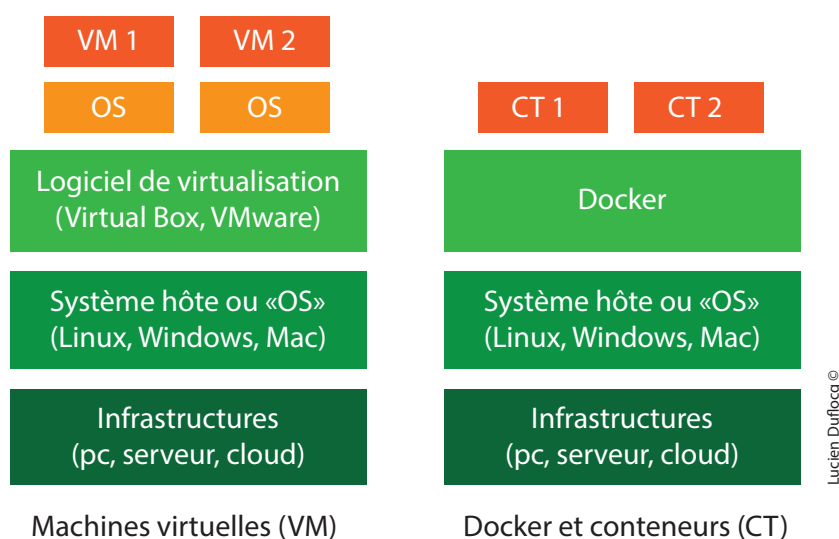 VM 1
VM 2
OS
OS
Logiciel de virtualisation
(Virtual Box, VMware)
Système hôte ou «OS»
(Linux, Windows, Mac)
Infrastructures
(pc, serveur, cloud)
Machines virtuelles (VM)
CT 1
CT 2
Docker
Système hôte ou «OS»
(Linux, Windows, Mac)
Infrastructures
(pc, serveur, cloud)
Docker et conteneurs (CT)
Lucien Duflocq ©